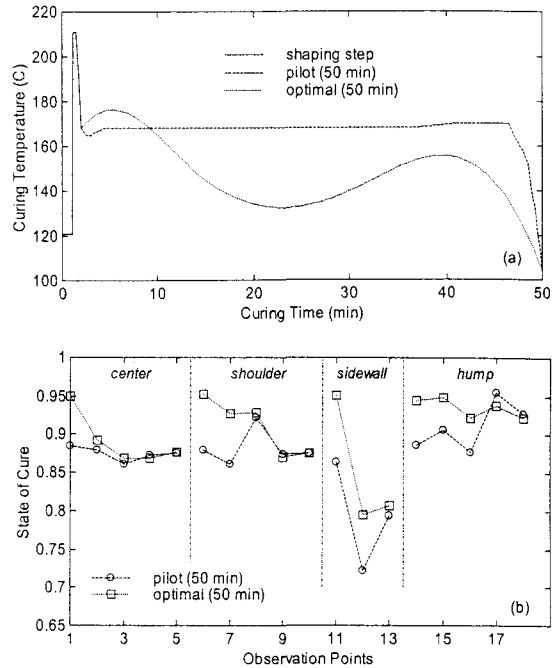 220
200
180
160
140
120
100
Curing Temperature (C)
shaping step
pilot (50 min)
optimal (50 min)
(a)
0 10 20 30 40 50
Curing Time (min)
1
0.95
0.9
0.85
0.8
0.75
0.7
0.65
State of Cure
center shoulder sidewall hump
pilot (50 min)
optimal (50 min)
(b)
1 3 5 7 9 11 13 15 17
Observation Points